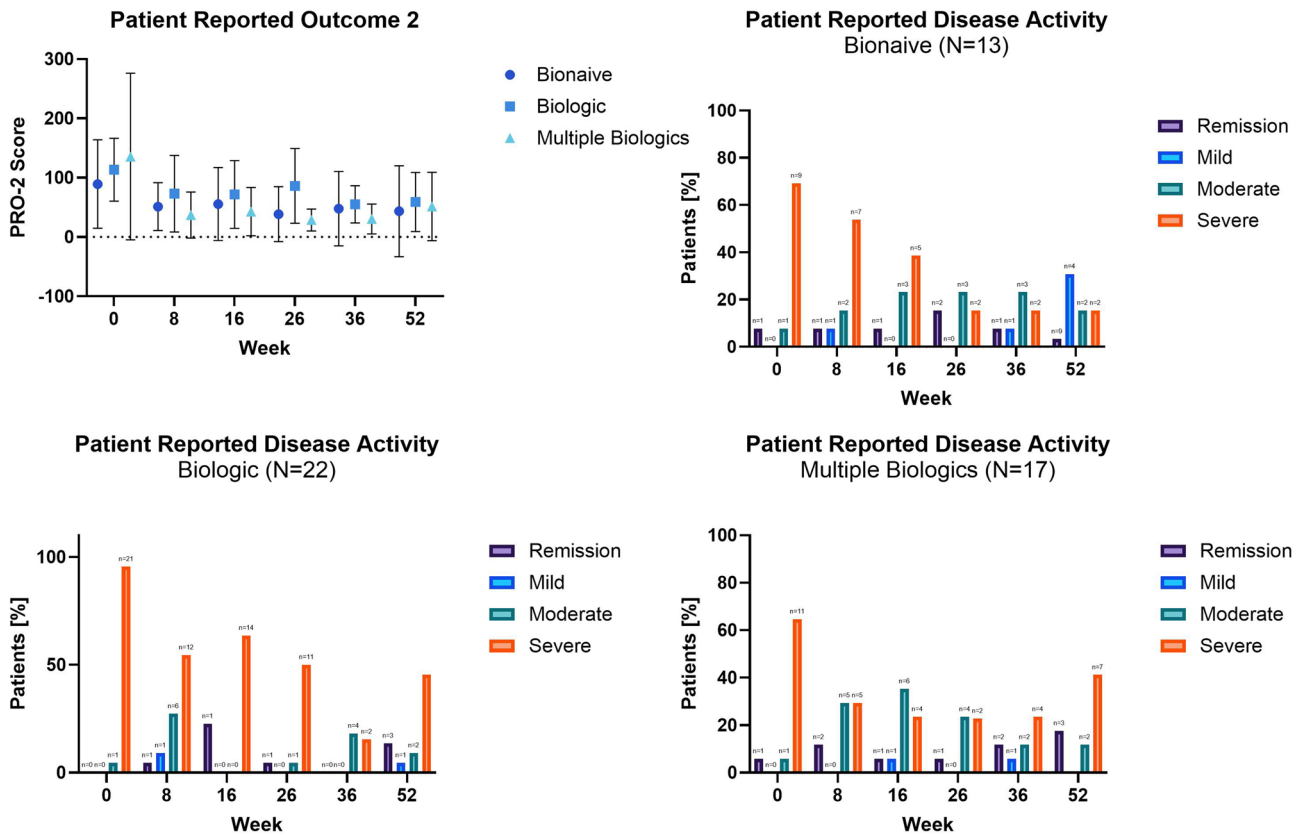 Patient Reported Outcome 2
300
200
100
0
-100
PRO-2 Score
0 8 16 26 36 52
Week
Bionaive
Biologic
Multiple Biologics
Patient Reported Disease Activity
Bionaive (N=13)
100
80
60
40
20
0
Patients [%]
n=1 n=0 n=1 n=9
n=1 n=1 n=2 n=7
n=1 n=0 n=3 n=5
n=2 n=0 n=3 n=2
n=1 n=1 n=3 n=2
n=0 n=4 n=2 n=2
0 8 16 26 36 52
Week
Remission
Mild
Moderate
Severe
Patient Reported Disease Activity
Biologic (N=22)
100
50
0
Patients [%]
n=0 n=0 n=1 n=21
n=1 n=1 n=6 n=12
n=1 n=0 n=0 n=14
n=1 n=0 n=1 n=11
n=0 n=0 n=4 n=2
n=3 n=1 n=2
0 8 16 26 36 52
Week
Remission
Mild
Moderate
Severe
Patient Reported Disease Activity
Multiple Biologics (N=17)
100
80
60
40
20
0
Patients [%]
n=1 n=0 n=1 n=11
n=2 n=0 n=5 n=5
n=1 n=1 n=6 n=4
n=1 n=0 n=4 n=2
n=2 n=1 n=2 n=4
n=3 n=2 n=7
0 8 16 26 36 52
Week
Remission
Mild
Moderate
Severe